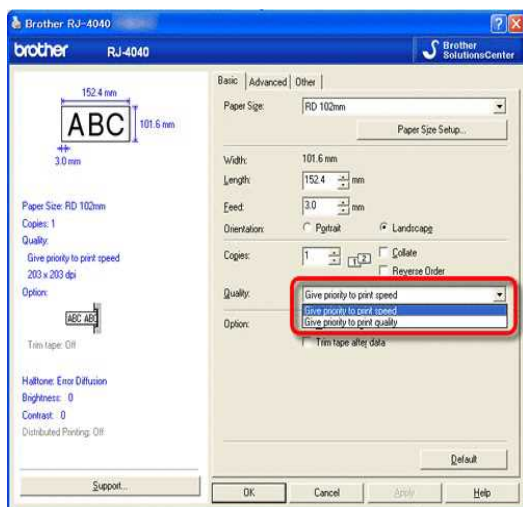 Brother RJ-4040
brother RJ-4040
Brother
SolutionsCenter
152.4 mm
ABC
101.6 mm
3.0 mm
Paper Size: RD 102mm
Copies: 1
Quality:
Give priority to print speed
203 x 203 dpi
Option:
ABC ABC
Trim tape: Off
Halftone: Error Diffusion
Brightness: 0
Contrast: 0
Distributed Printing: Off
Support...
Basic Advanced Other
Paper Size: RD 102mm
Paper Size Setup...
Width: 101.6 mm
Length: 152.4 mm
Feed: 3.0 mm
Orientation: Portrait Landscape
Copies: 1 1 2 Collate
Reverse Order
Quality: Give priority to print speed
Give priority to print speed
Give priority to print quality
Option:
Trim tape after data
Default
OK Cancel Apply Help